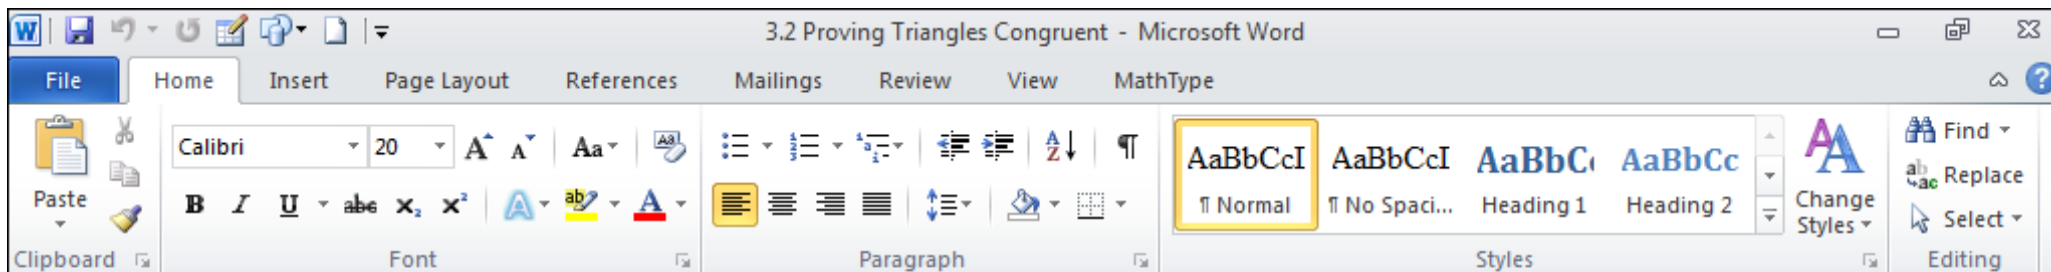 3.2 Proving Triangles Congruent - Microsoft Word
File Home Insert Page Layout References Mailings Review View MathType
Calibri 20 A A Aa Aa
AaBbCcI AaBbCcI AaBbC AaBbCc
Find
Replace
Select
Paste
B I U abc x₂ x² A ab A
¶ Normal ¶ No Spaci... Heading 1 Heading 2
Change Styles
Clipboard Font Paragraph Styles Editing